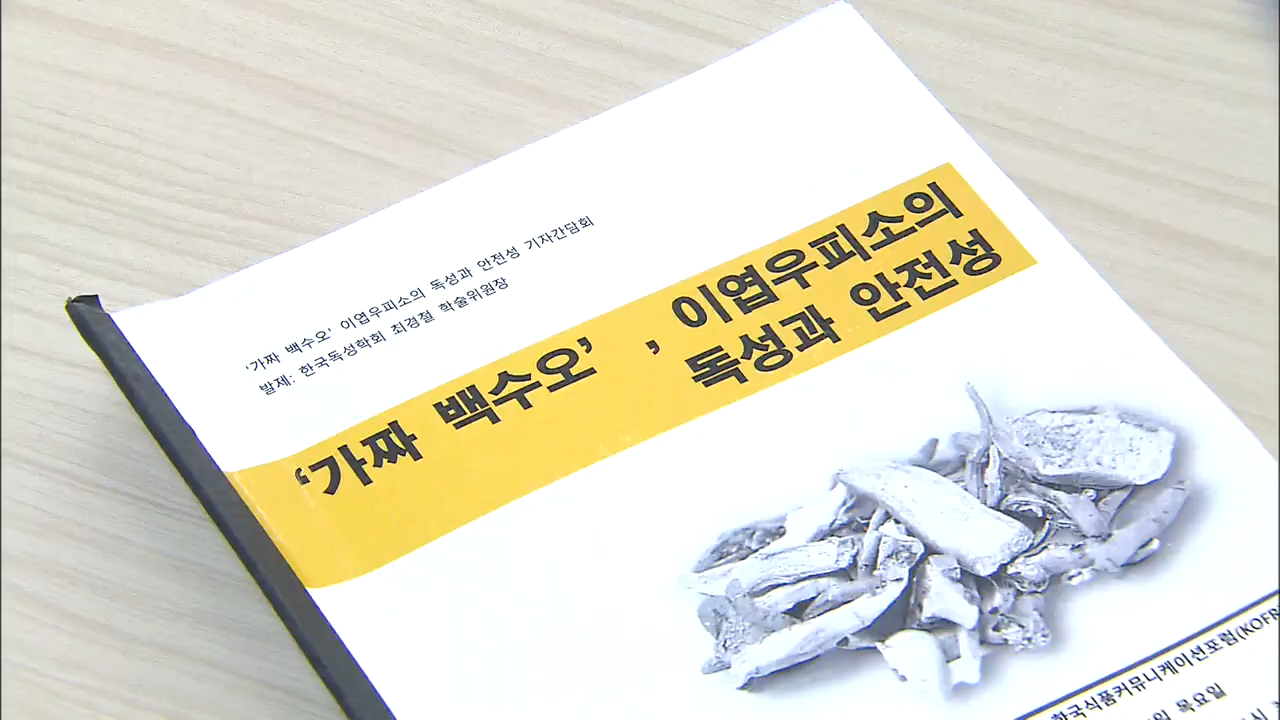 ‘가짜 백수오’ 이엽우피소의 독성과 안전성 기자간담회
발제: 한국독성학회 최경철 학술위원장
‘가짜 백수오’, 이엽우피소의
독성과 안전성
한국식품커뮤니케이션포럼(KOFR
목요일